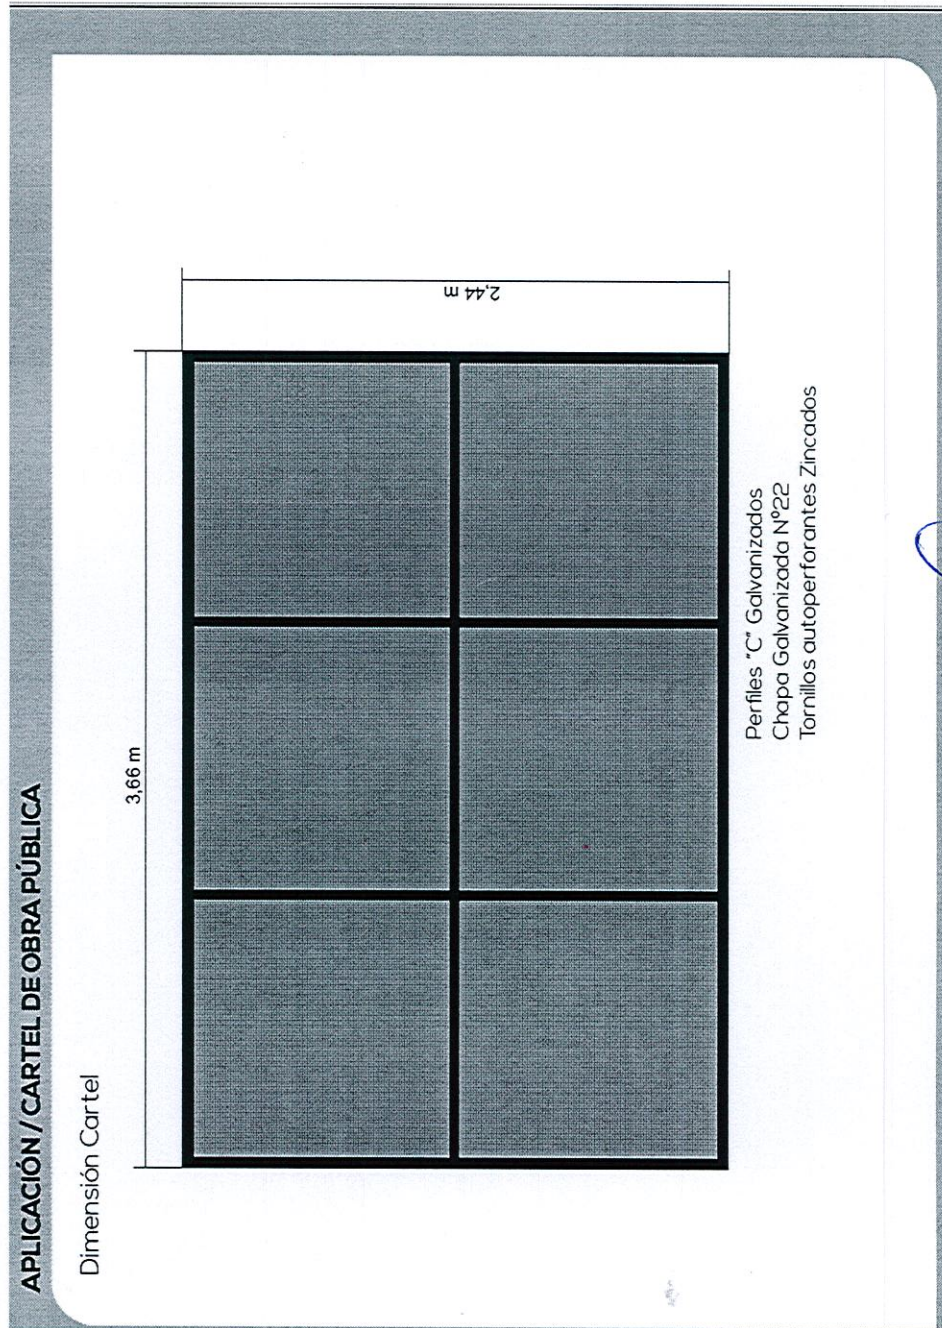 APLICACIÓN / CARTEL DE OBRA PÚBLICA
Dimensión Cartel
3,66 m
2,44 m
Perfiles "C" Galvanizados
Chapa Galvanizada Nº22
Tornillos autoperforantes Zincados